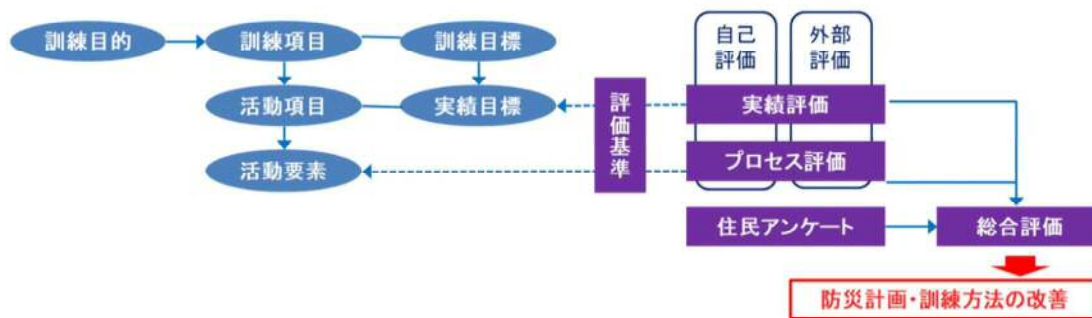 訓練目的
訓練項目
訓練目標
活動項目
実績目標
活動要素
評価基準
自己
評価
外部
評価
実績評価
プロセス評価
住民アンケート
総合評価
防災計画・訓練方法の改善